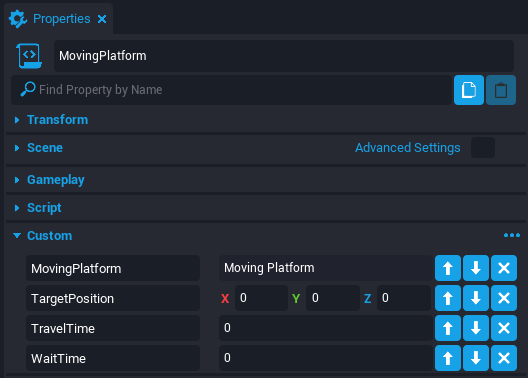 Properties
MovingPlatform
Find Property by Name
Transform
Scene Advanced Settings
Gameplay
Script
Custom
MovingPlatform Moving Platform
TargetPosition X 0 Y 0 Z 0
TravelTime 0
WaitTime 0